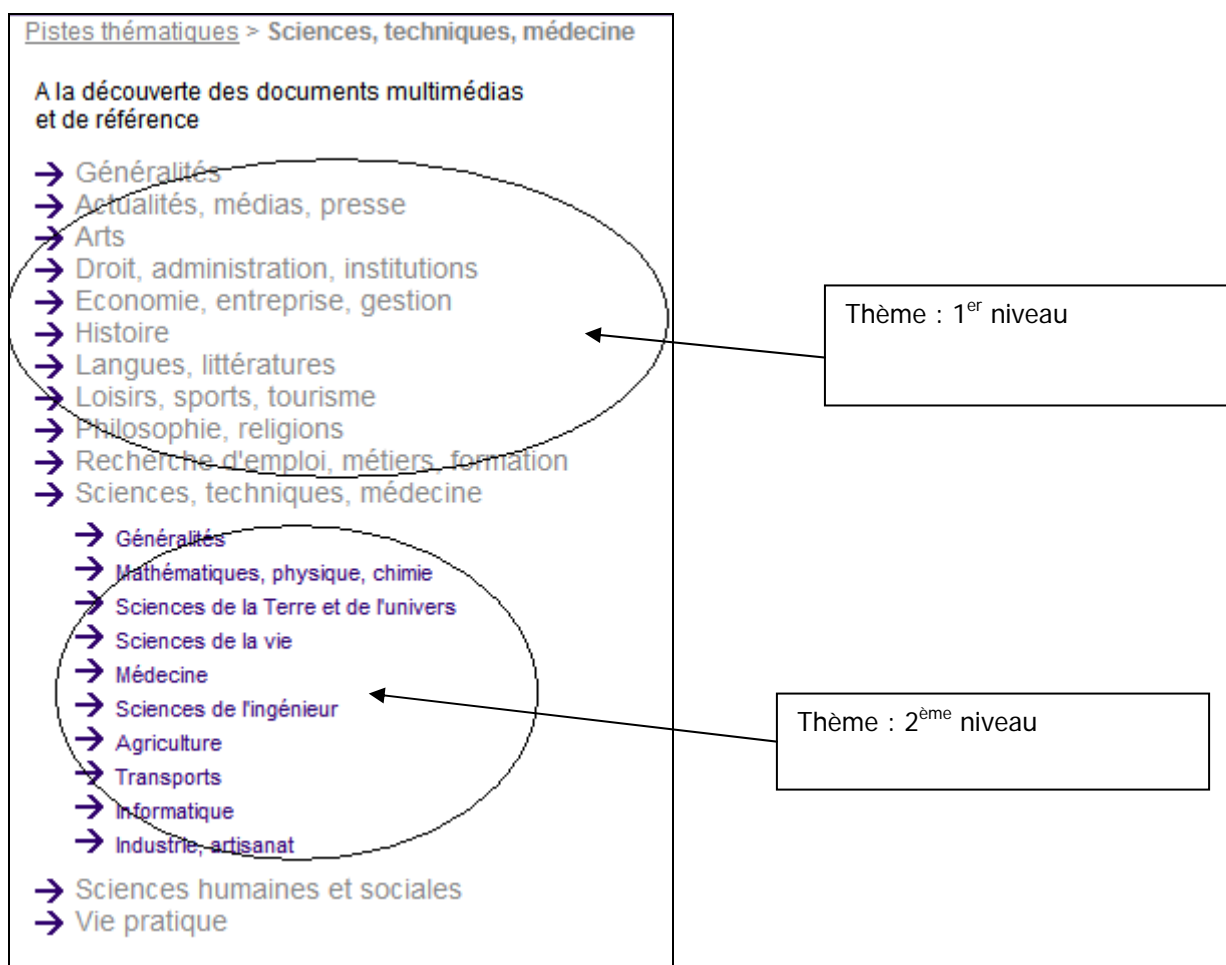 Pistes thématiques > Sciences, techniques, médecine
A la découverte des documents multimédias
et de référence
Généralités
Actualités, médias, presse
Arts
Droit, administration, institutions
Economie, entreprise, gestion
Histoire
Langues, littératures
Loisirs, sports, tourisme
Philosophie, religions
Recherche d'emploi, métiers, formation
Sciences, techniques, médecine
Généralités
Mathématiques, physique, chimie
Sciences de la Terre et de l'univers
Sciences de la vie
Médecine
Sciences de l'ingénieur
Agriculture
Transports
Informatique
Industrie, artisanat
Sciences humaines et sociales
Vie pratique
Thème : 1er niveau
Thème : 2ème niveau